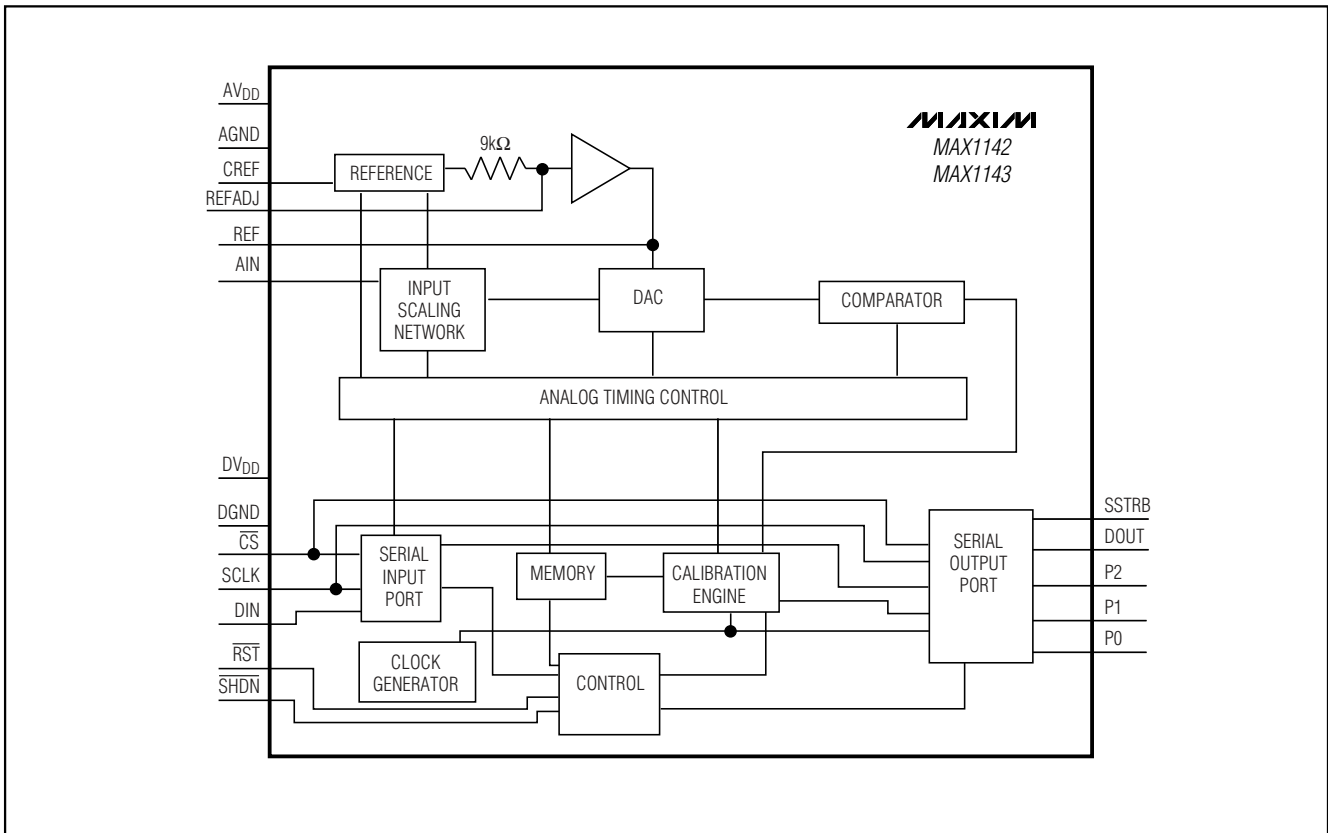 AVDD
AGND
CREF
REFADJ
REF
AIN
DVDD
DGND
CS
SCLK
DIN
RST
SHDN
REFERENCE
9kΩ
MAXIM
MAX1142
MAX1143
INPUT
SCALING
NETWORK
DAC
COMPARATOR
ANALOG TIMING CONTROL
SERIAL
INPUT
PORT
MEMORY
CALIBRATION
ENGINE
CLOCK
GENERATOR
CONTROL
SERIAL
OUTPUT
PORT
SSTRB
DOUT
P2
P1
P0